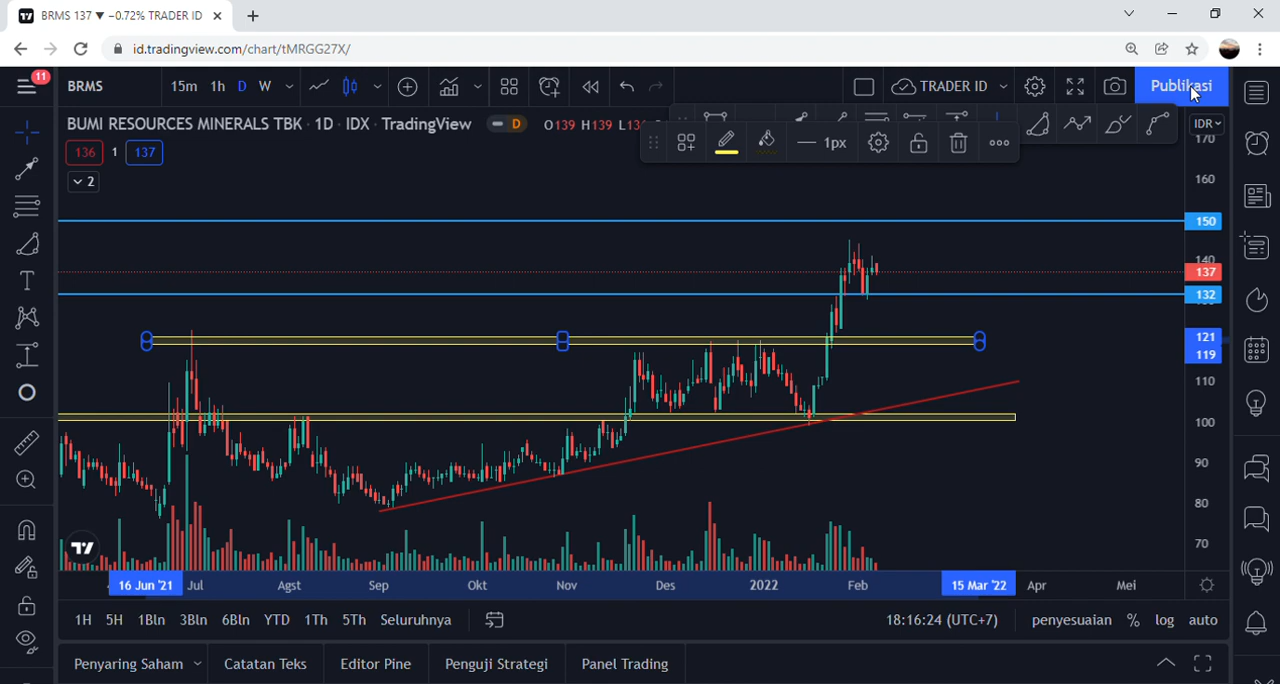 BRMS 137 ▼ −0.72% TRADER ID
id.tradingview.com/chart/tMRGG27X/
11
BRMS
15m 1h D W
TRADER ID
Publikasi
BUMI RESOURCES MINERALS TBK · 1D · IDX · TradingView
D
O139 H139
1px
IDR
136 1 137
2
170
160
150
140
137
132
121
119
110
100
90
80
70
16 Jun '21 Jul Agst Sep Okt Nov Des 2022 Feb 15 Mar '22 Apr Mei
1H 5H 1Bln 3Bln 6Bln YTD 1Th 5Th Seluruhnya
18:16:24 (UTC+7) penyesuaian % log auto
Penyaring Saham Catatan Teks Editor Pine Penguji Strategi Panel Trading